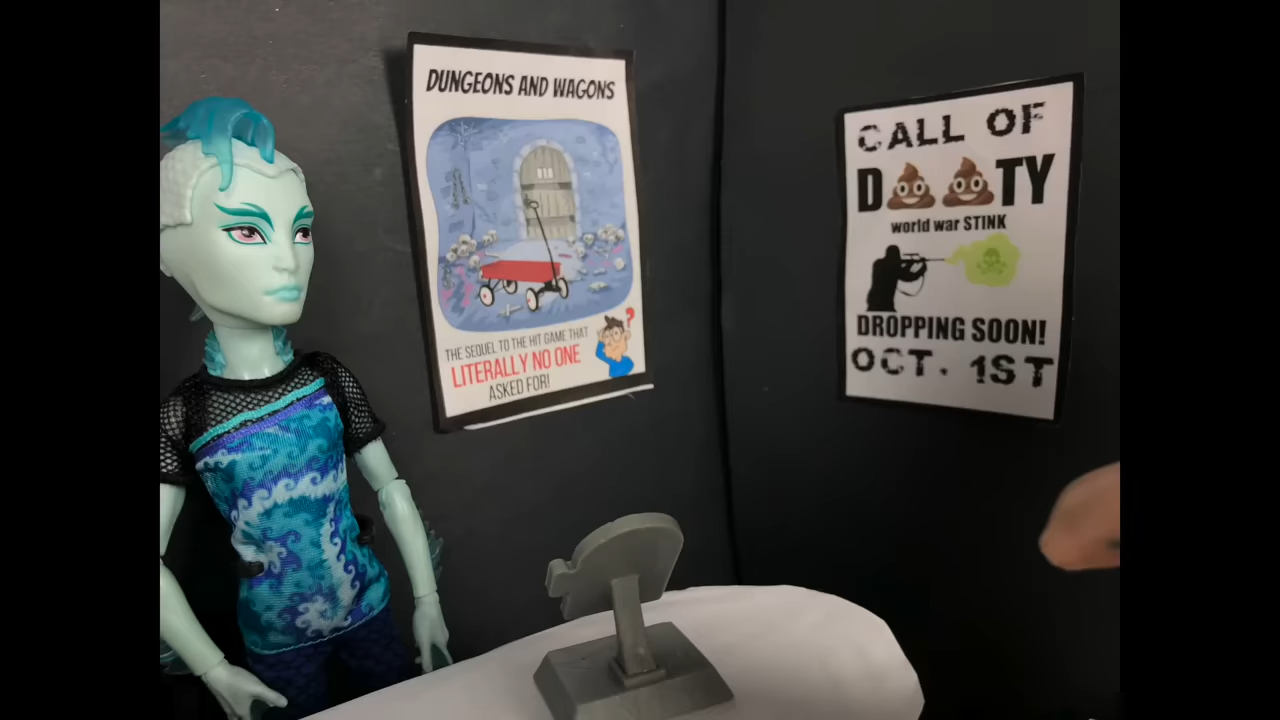 DUNGEONS AND WAGONS
THE SEQUEL TO THE HIT GAME THAT
LITERALLY NO ONE
ASKED FOR!
?
CALL OF
D💩💩TY
world war STINK
DROPPING SOON!
OCT. 1ST